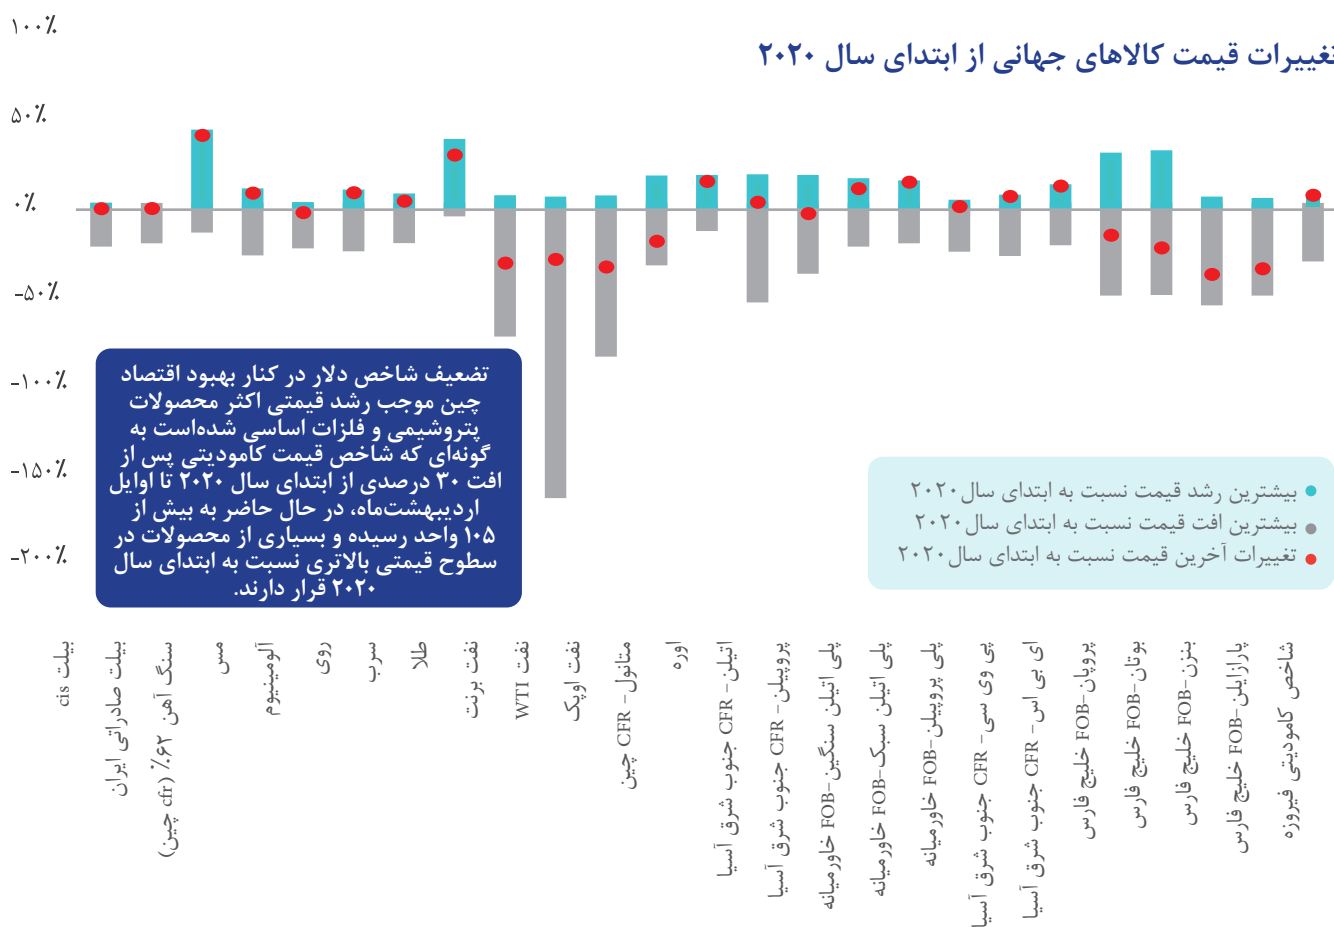 تغییرات قیمت کالاهای جهانی از ابتدای سال ۲۰۲۰
۱۰۰٪
۵۰٪
۰٪
-۵۰٪
-۱۰۰٪
-۱۵۰٪
-۲۰۰٪
تضعیف شاخص دلار در کنار بهبود اقتصاد
چین موجب رشد قیمتی اکثر محصولات
پتروشیمی و فلزات اساسی شده‌است به
گونه‌ای که شاخص قیمت کامودیتی پس از
افت ۳۰ درصدی از ابتدای سال ۲۰۲۰ تا اوایل
اردیبهشت‌ماه، در حال حاضر به بیش از
۱۰۵ واحد رسیده و بسیاری از محصولات در
سطوح قیمتی بالاتری نسبت به ابتدای سال
۲۰۲۰ قرار دارند.
بیشترین رشد قیمت نسبت به ابتدای سال ۲۰۲۰
بیشترین افت قیمت نسبت به ابتدای سال ۲۰۲۰
تغییرات آخرین قیمت نسبت به ابتدای سال ۲۰۲۰
بیلت cis
بیلت صادراتی ایران
سنگ آهن ۶۲٪ (cfr چین)
مس
آلومینیوم
روی
سرب
طلا
نفت برنت
نفت WTI
نفت اوپک
متانول - CFR چین
اوره
اتیلن - CFR جنوب شرق آسیا
پروپیلن - CFR جنوب شرق آسیا
پلی اتیلن سنگین-FOB خاورمیانه
پلی اتیلن سبک-FOB خاورمیانه
پلی پروپیلن-FOB خاورمیانه
پی وی سی - CFR جنوب شرق آسیا
ای بی اس - CFR جنوب شرق آسیا
پروپان-FOB خلیج فارس
بوتان-FOB خلیج فارس
بنزن-FOB خلیج فارس
پارازایلن-FOB خلیج فارس
شاخص کامودیتی فیروزه